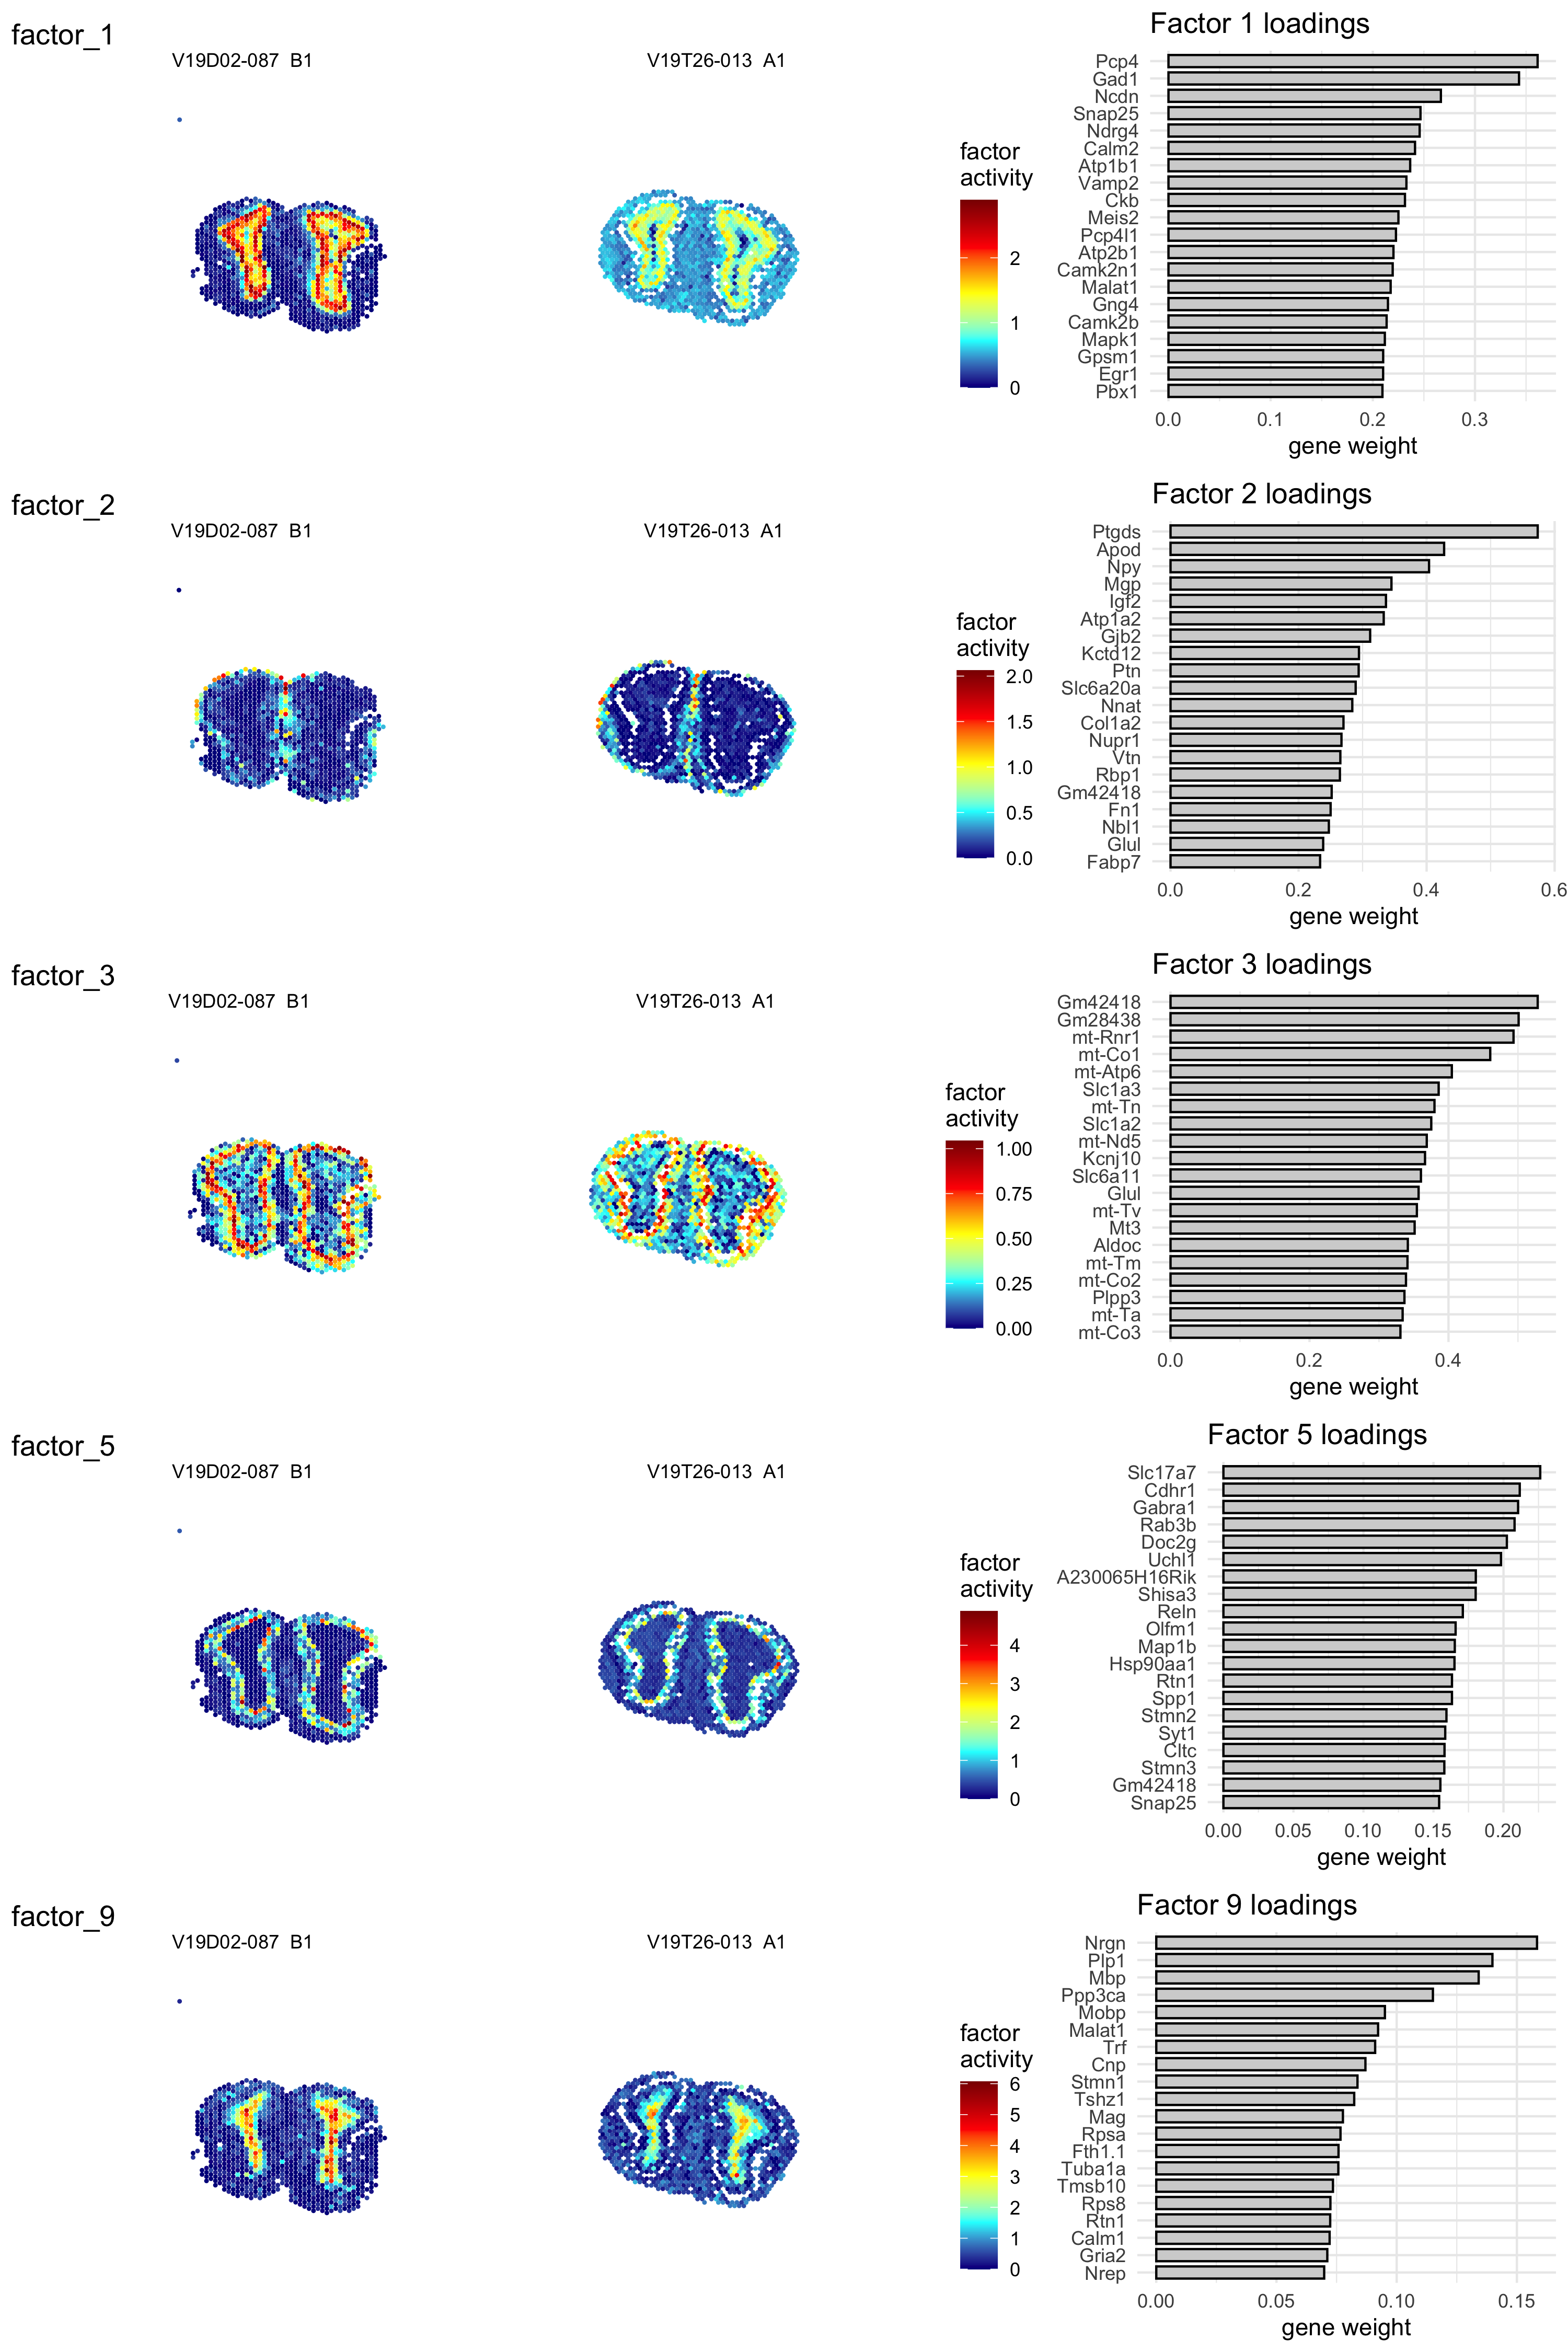 factor_1
V19D02-087 B1
V19T26-013 A1
factor
activity
2
1
0
Factor 1 loadings
Pcp4
Gad1
Ncdn
Snap25
Ndrg4
Calm2
Atp1b1
Vamp2
Ckb
Meis2
Pcp4l1
Atp2b1
Camk2n1
Malat1
Gng4
Camk2b
Mapk1
Gpsm1
Egr1
Pbx1
0.0 0.1 0.2 0.3
gene weight
factor_2
V19D02-087 B1
V19T26-013 A1
factor
activity
2.0
1.5
1.0
0.5
0.0
Factor 2 loadings
Ptgds
Apod
Npy
Mgp
Igf2
Atp1a2
Gjb2
Kctd12
Ptn
Slc6a20a
Nnat
Col1a2
Nupr1
Vtn
Rbp1
Gm42418
Fn1
Nbl1
Glul
Fabp7
0.0 0.2 0.4 0.6
gene weight
factor_3
V19D02-087 B1
V19T26-013 A1
factor
activity
1.00
0.75
0.50
0.25
0.00
Factor 3 loadings
Gm42418
Gm28438
mt-Rnr1
mt-Co1
mt-Atp6
Slc1a3
mt-Tn
Slc1a2
mt-Nd5
Kcnj10
Slc6a11
Glul
mt-Tv
Mt3
Aldoc
mt-Tm
mt-Co2
Plpp3
mt-Ta
mt-Co3
0.0 0.2 0.4
gene weight
factor_5
V19D02-087 B1
V19T26-013 A1
factor
activity
4
3
2
1
0
Factor 5 loadings
Slc17a7
Cdhr1
Gabra1
Rab3b
Doc2g
Uchl1
A230065H16Rik
Shisa3
Reln
Olfm1
Map1b
Hsp90aa1
Rtn1
Spp1
Stmn2
Syt1
Cltc
Stmn3
Gm42418
Snap25
0.00 0.05 0.10 0.15 0.20
gene weight
factor_9
V19D02-087 B1
V19T26-013 A1
factor
activity
6
5
4
3
2
1
0
Factor 9 loadings
Nrgn
Plp1
Mbp
Ppp3ca
Mobp
Malat1
Trf
Cnp
Stmn1
Tshz1
Mag
Rpsa
Fth1.1
Tuba1a
Tmsb10
Rps8
Rtn1
Calm1
Gria2
Nrep
0.00 0.05 0.10 0.15
gene weight